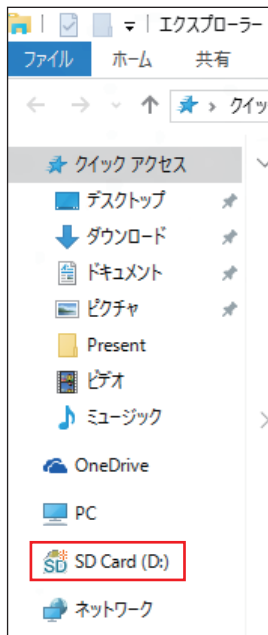 エクスプローラー
ファイル ホーム 共有
クイッ
クイック アクセス
デスクトップ
ダウンロード
ドキュメント
ピクチャ
Present
ビデオ
ミュージック
OneDrive
PC
SD SD Card (D:)
ネットワーク